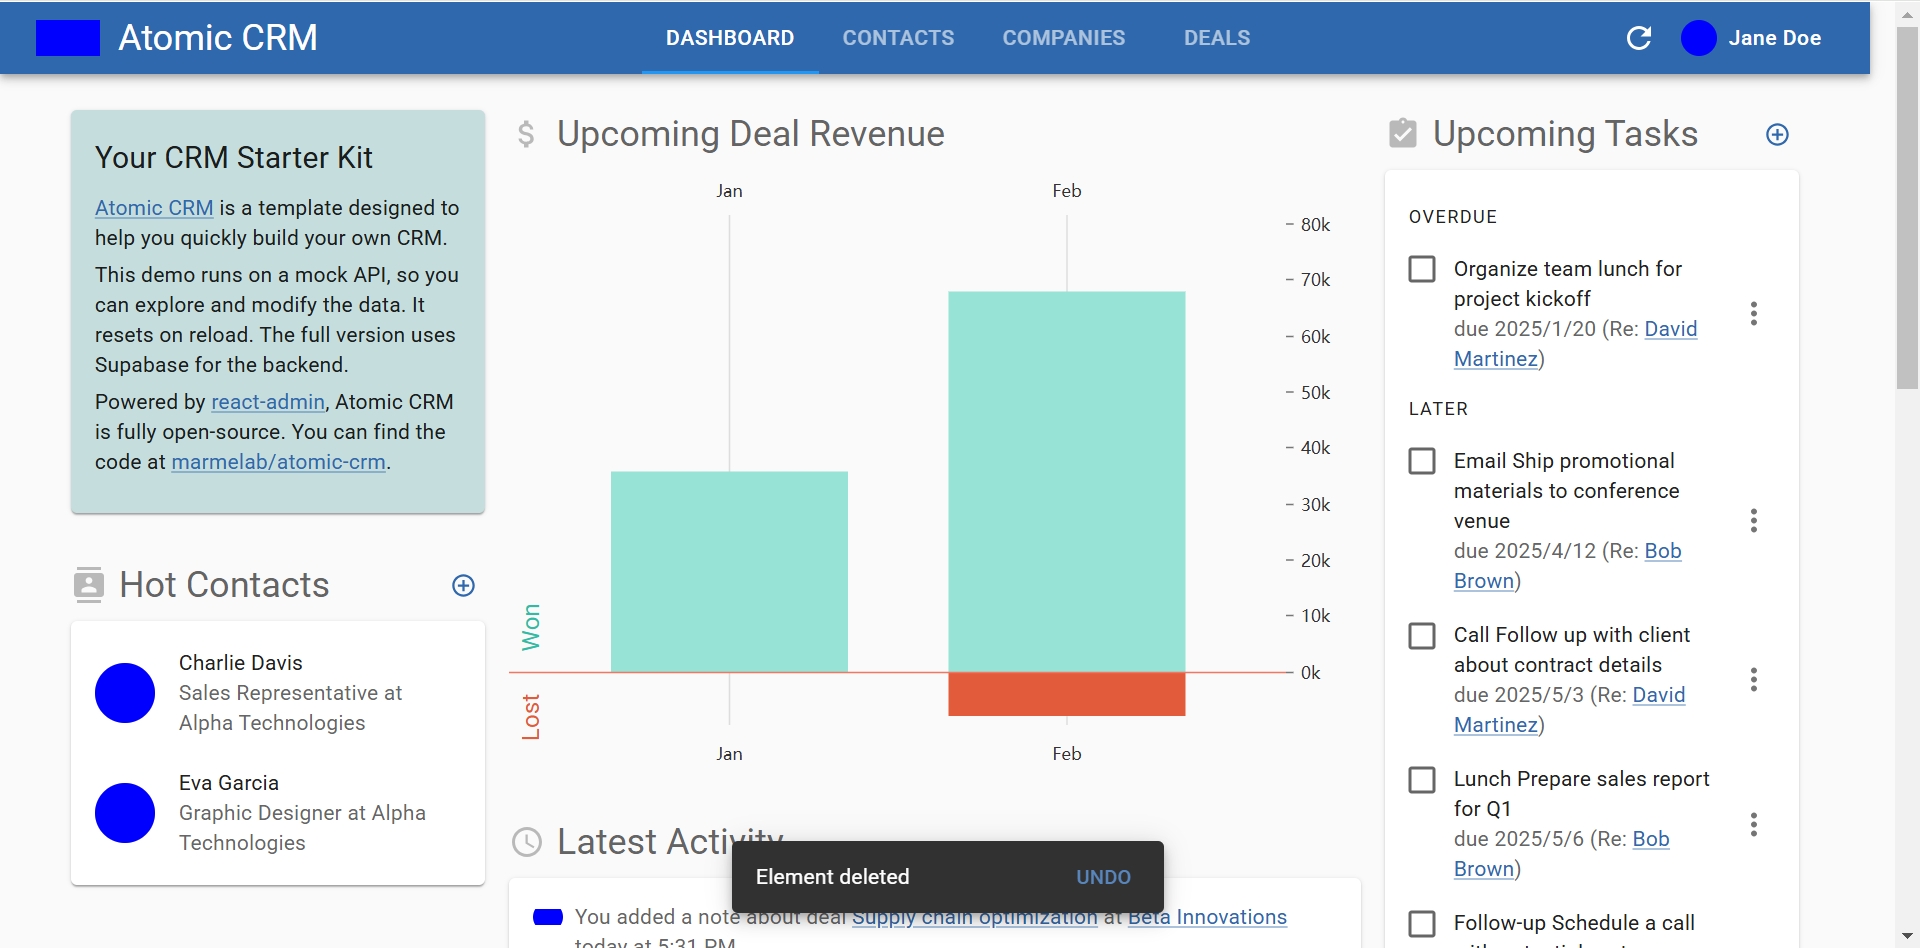 Atomic CRM
DASHBOARD
CONTACTS
COMPANIES
DEALS
Jane Doe
Your CRM Starter Kit
Atomic CRM is a template designed to
help you quickly build your own CRM.
This demo runs on a mock API, so you
can explore and modify the data. It
resets on reload. The full version uses
Supabase for the backend.
Powered by react-admin, Atomic CRM
is fully open-source. You can find the
code at marmelab/atomic-crm.
Hot Contacts
Charlie Davis
Sales Representative at
Alpha Technologies
Eva Garcia
Graphic Designer at Alpha
Technologies
$ Upcoming Deal Revenue
Jan
Feb
80k
70k
60k
50k
40k
30k
20k
10k
0k
Won
Lost
Jan
Feb
Latest Activity
You added a note about deal Supply chain optimization at Beta Innovations
today at 5:31 PM
Element deleted
UNDO
Upcoming Tasks
OVERDUE
Organize team lunch for
project kickoff
due 2025/1/20 (Re: David
Martinez)
LATER
Email Ship promotional
materials to conference
venue
due 2025/4/12 (Re: Bob
Brown)
Call Follow up with client
about contract details
due 2025/5/3 (Re: David
Martinez)
Lunch Prepare sales report
for Q1
due 2025/5/6 (Re: Bob
Brown)
Follow-up Schedule a call